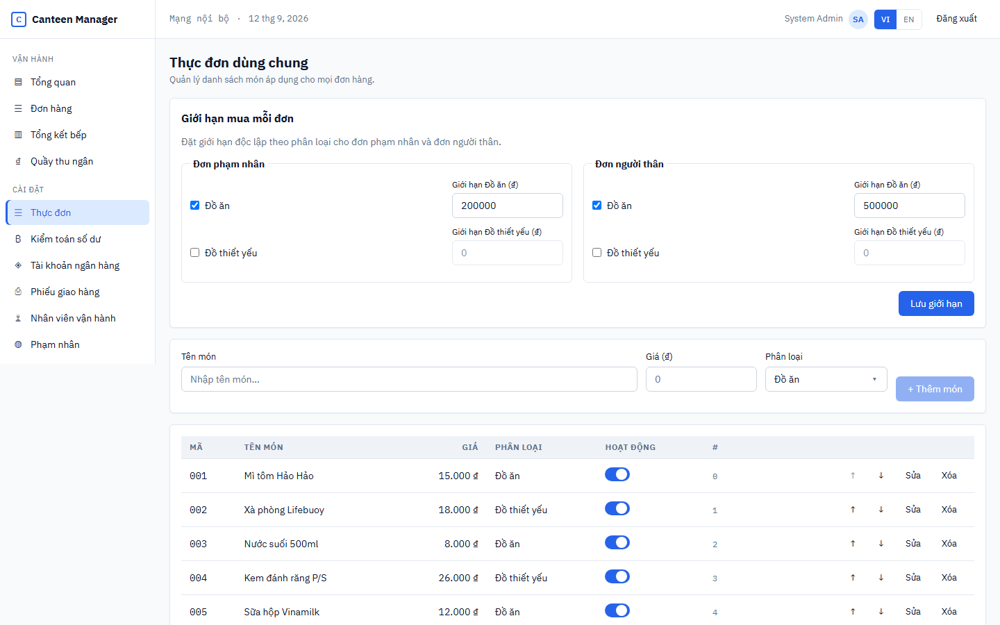 C Canteen Manager
Mạng nội bộ · 12 thg 9, 2026
System Admin SA VI EN Đăng xuất
VẬN HÀNH
Tổng quan
Đơn hàng
Tổng kết bếp
₫ Quầy thu ngân
CÀI ĐẶT
Thực đơn
Kiểm toán số dư
Tài khoản ngân hàng
Phiếu giao hàng
Nhân viên vận hành
Phạm nhân
Thực đơn dùng chung
Quản lý danh sách món áp dụng cho mọi đơn hàng.
Giới hạn mua mỗi đơn
Đặt giới hạn độc lập theo phân loại cho đơn phạm nhân và đơn người thân.
Đơn phạm nhân
Giới hạn Đồ ăn (₫)
Đồ ăn 200000
Giới hạn Đồ thiết yếu (₫)
Đồ thiết yếu 0
Đơn người thân
Giới hạn Đồ ăn (₫)
Đồ ăn 500000
Giới hạn Đồ thiết yếu (₫)
Đồ thiết yếu 0
Lưu giới hạn
Tên món Giá (₫) Phân loại
Nhập tên món... 0 Đồ ăn ▾
+ Thêm món
MÃ TÊN MÓN GIÁ PHÂN LOẠI HOẠT ĐỘNG #
001 Mì tôm Hảo Hảo 15.000 ₫ Đồ ăn 0 ↑ ↓ Sửa Xóa
002 Xà phòng Lifebuoy 18.000 ₫ Đồ thiết yếu 1 ↑ ↓ Sửa Xóa
003 Nước suối 500ml 8.000 ₫ Đồ ăn 2 ↑ ↓ Sửa Xóa
004 Kem đánh răng P/S 26.000 ₫ Đồ thiết yếu 3 ↑ ↓ Sửa Xóa
005 Sữa hộp Vinamilk 12.000 ₫ Đồ ăn 4 ↑ ↓ Sửa Xóa